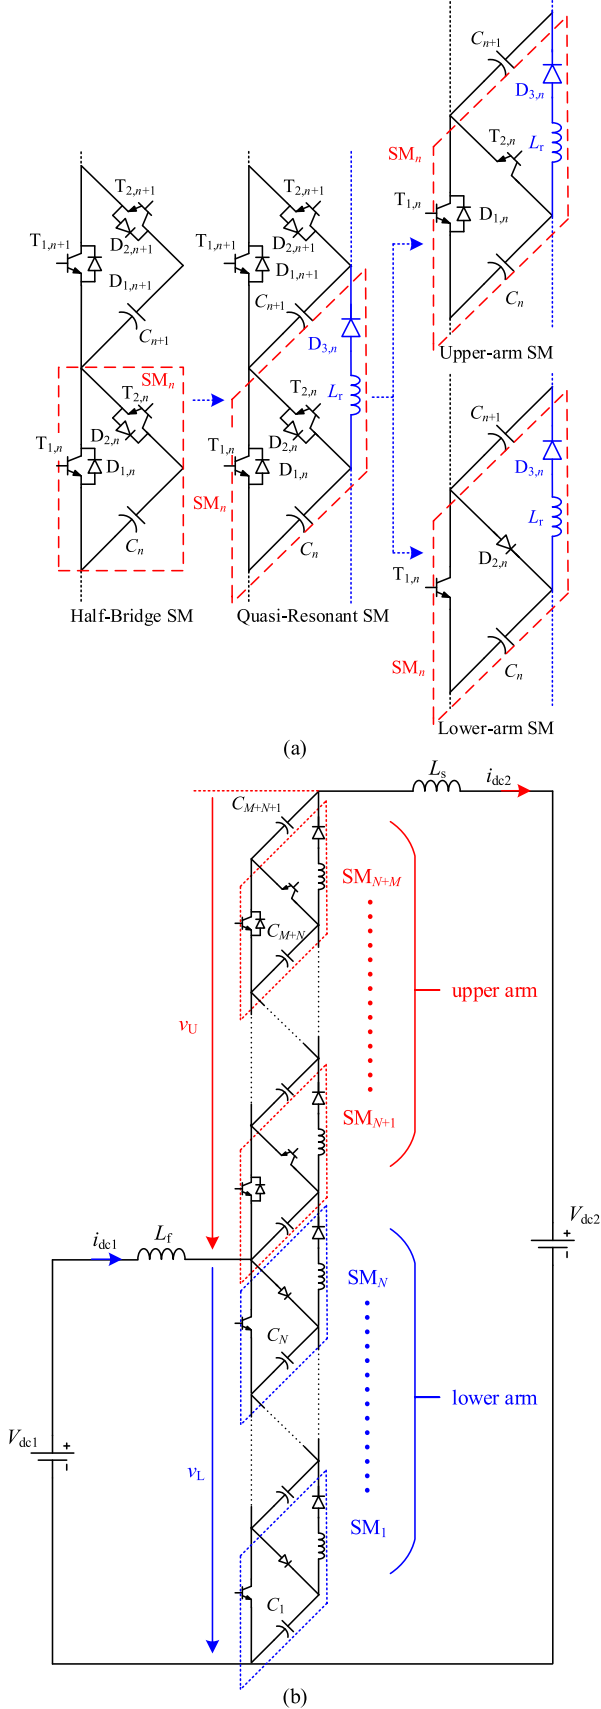 C_{n+1}
D_{3,n}
T_{2,n}
L_r
SM_n
T_{1,n}
D_{1,n}
C_n
Upper-arm SM
T_{2,n+1}
D_{2,n+1}
T_{1,n+1}
D_{1,n+1}
C_{n+1}
SM_n
T_{2,n}
D_{2,n}
T_{1,n}
D_{1,n}
C_n
Half-Bridge SM
T_{2,n+1}
D_{2,n+1}
T_{1,n+1}
D_{1,n+1}
C_{n+1}
D_{3,n}
L_r
T_{2,n}
D_{2,n}
T_{1,n}
D_{1,n}
SM_n
C_n
Quasi-Resonant SM
C_{n+1}
D_{3,n}
L_r
D_{2,n}
T_{1,n}
SM_n
C_n
Lower-arm SM
(a)
L_s
i_{dc2}
C_{M+N+1}
SM_{N+M}
C_{M+N}
upper arm
v_U
SM_{N+1}
V_{dc2}
+
-
i_{dc1}
L_f
SM_N
C_N
lower arm
V_{dc1}
+
-
v_L
SM_1
C_1
(b)